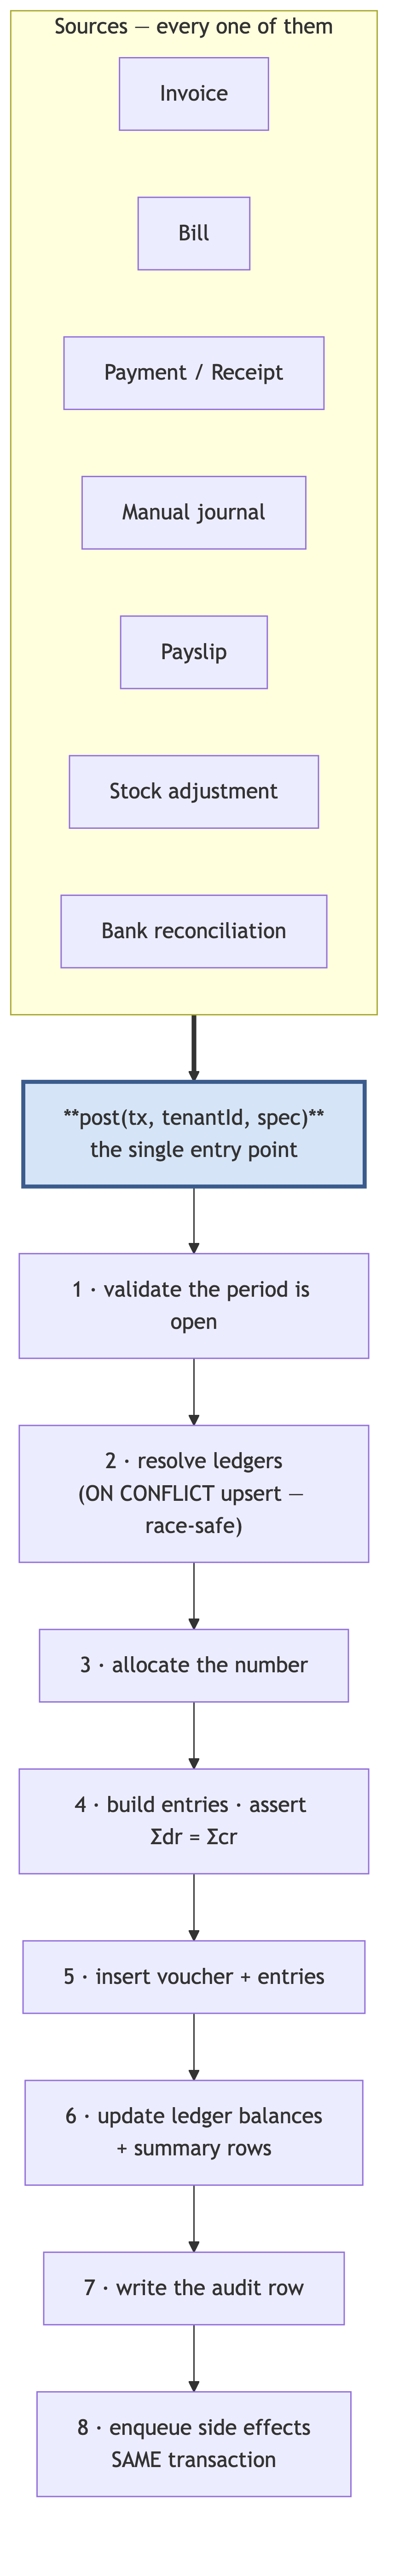 Sources — every one of them
Invoice
Bill
Payment / Receipt
Manual journal
Payslip
Stock adjustment
Bank reconciliation
**post(tx, tenantId, spec)**
the single entry point
1 · validate the period is
open
2 · resolve ledgers
(ON CONFLICT upsert —
race-safe)
3 · allocate the number
4 · build entries · assert
Σdr = Σcr
5 · insert voucher + entries
6 · update ledger balances
+ summary rows
7 · write the audit row
8 · enqueue side effects
SAME transaction